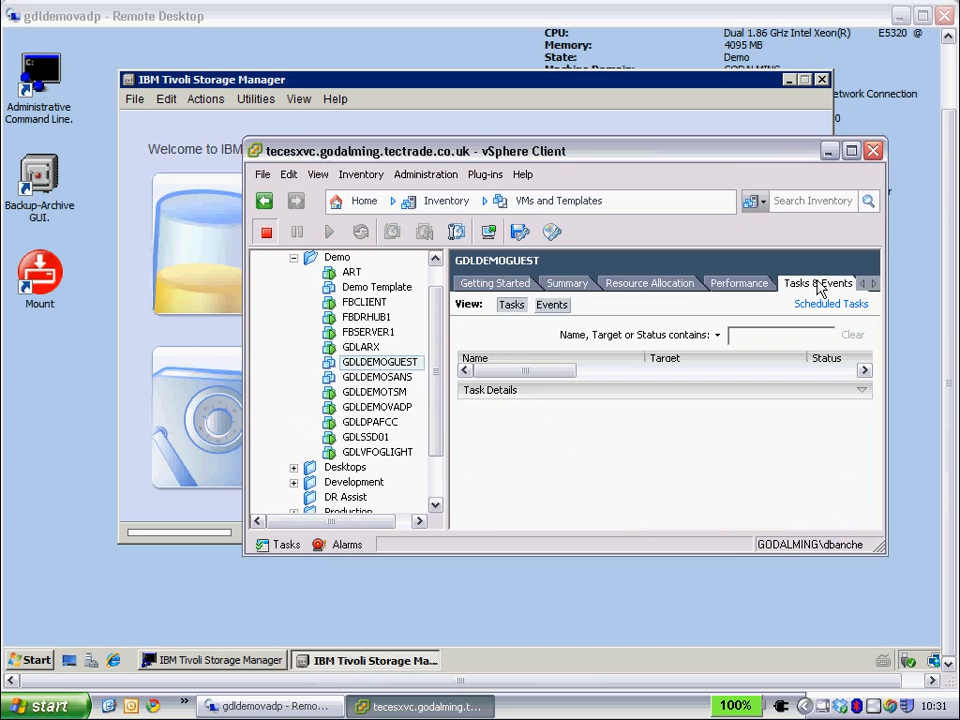 gdldemovadp - Remote Desktop
CPU: Dual 1.86 GHz Intel Xeon(R) E5320 @
Memory: 4095 MB
State: Demo
IBM Tivoli Storage Manager
File Edit Actions Utilities View Help
etwork Connection
Administrative
Command Line.
Welcome to IBM
tecesxvc.godalming.tectrade.co.uk - vSphere Client
File Edit View Inventory Administration Plug-ins Help
Home Inventory VMs and Templates Search Inventory
Backup-Archive
GUI.
Mount
Demo
ART
Demo Template
FBCLIENT
FBDRHUB1
FBSERVER1
GDLARX
GDLDEMOGUEST
GDLDEMOSANS
GDLDEMOTSM
GDLDEMOVADP
GDLDPAFCC
GDLSSD01
GDLVFOGLIGHT
Desktops
Development
DR Assist
Production
GDLDEMOGUEST
Getting Started Summary Resource Allocation Performance Tasks & Events
View: Tasks Events Scheduled Tasks
Name, Target or Status contains: Clear
Name Target Status
Task Details
Tasks Alarms GODALMING\dbanche
Start IBM Tivoli Storage Manager IBM Tivoli Storage Ma...
start gdldemovadp - Remo... tecesxvc.godalming.t... 100% 10:31